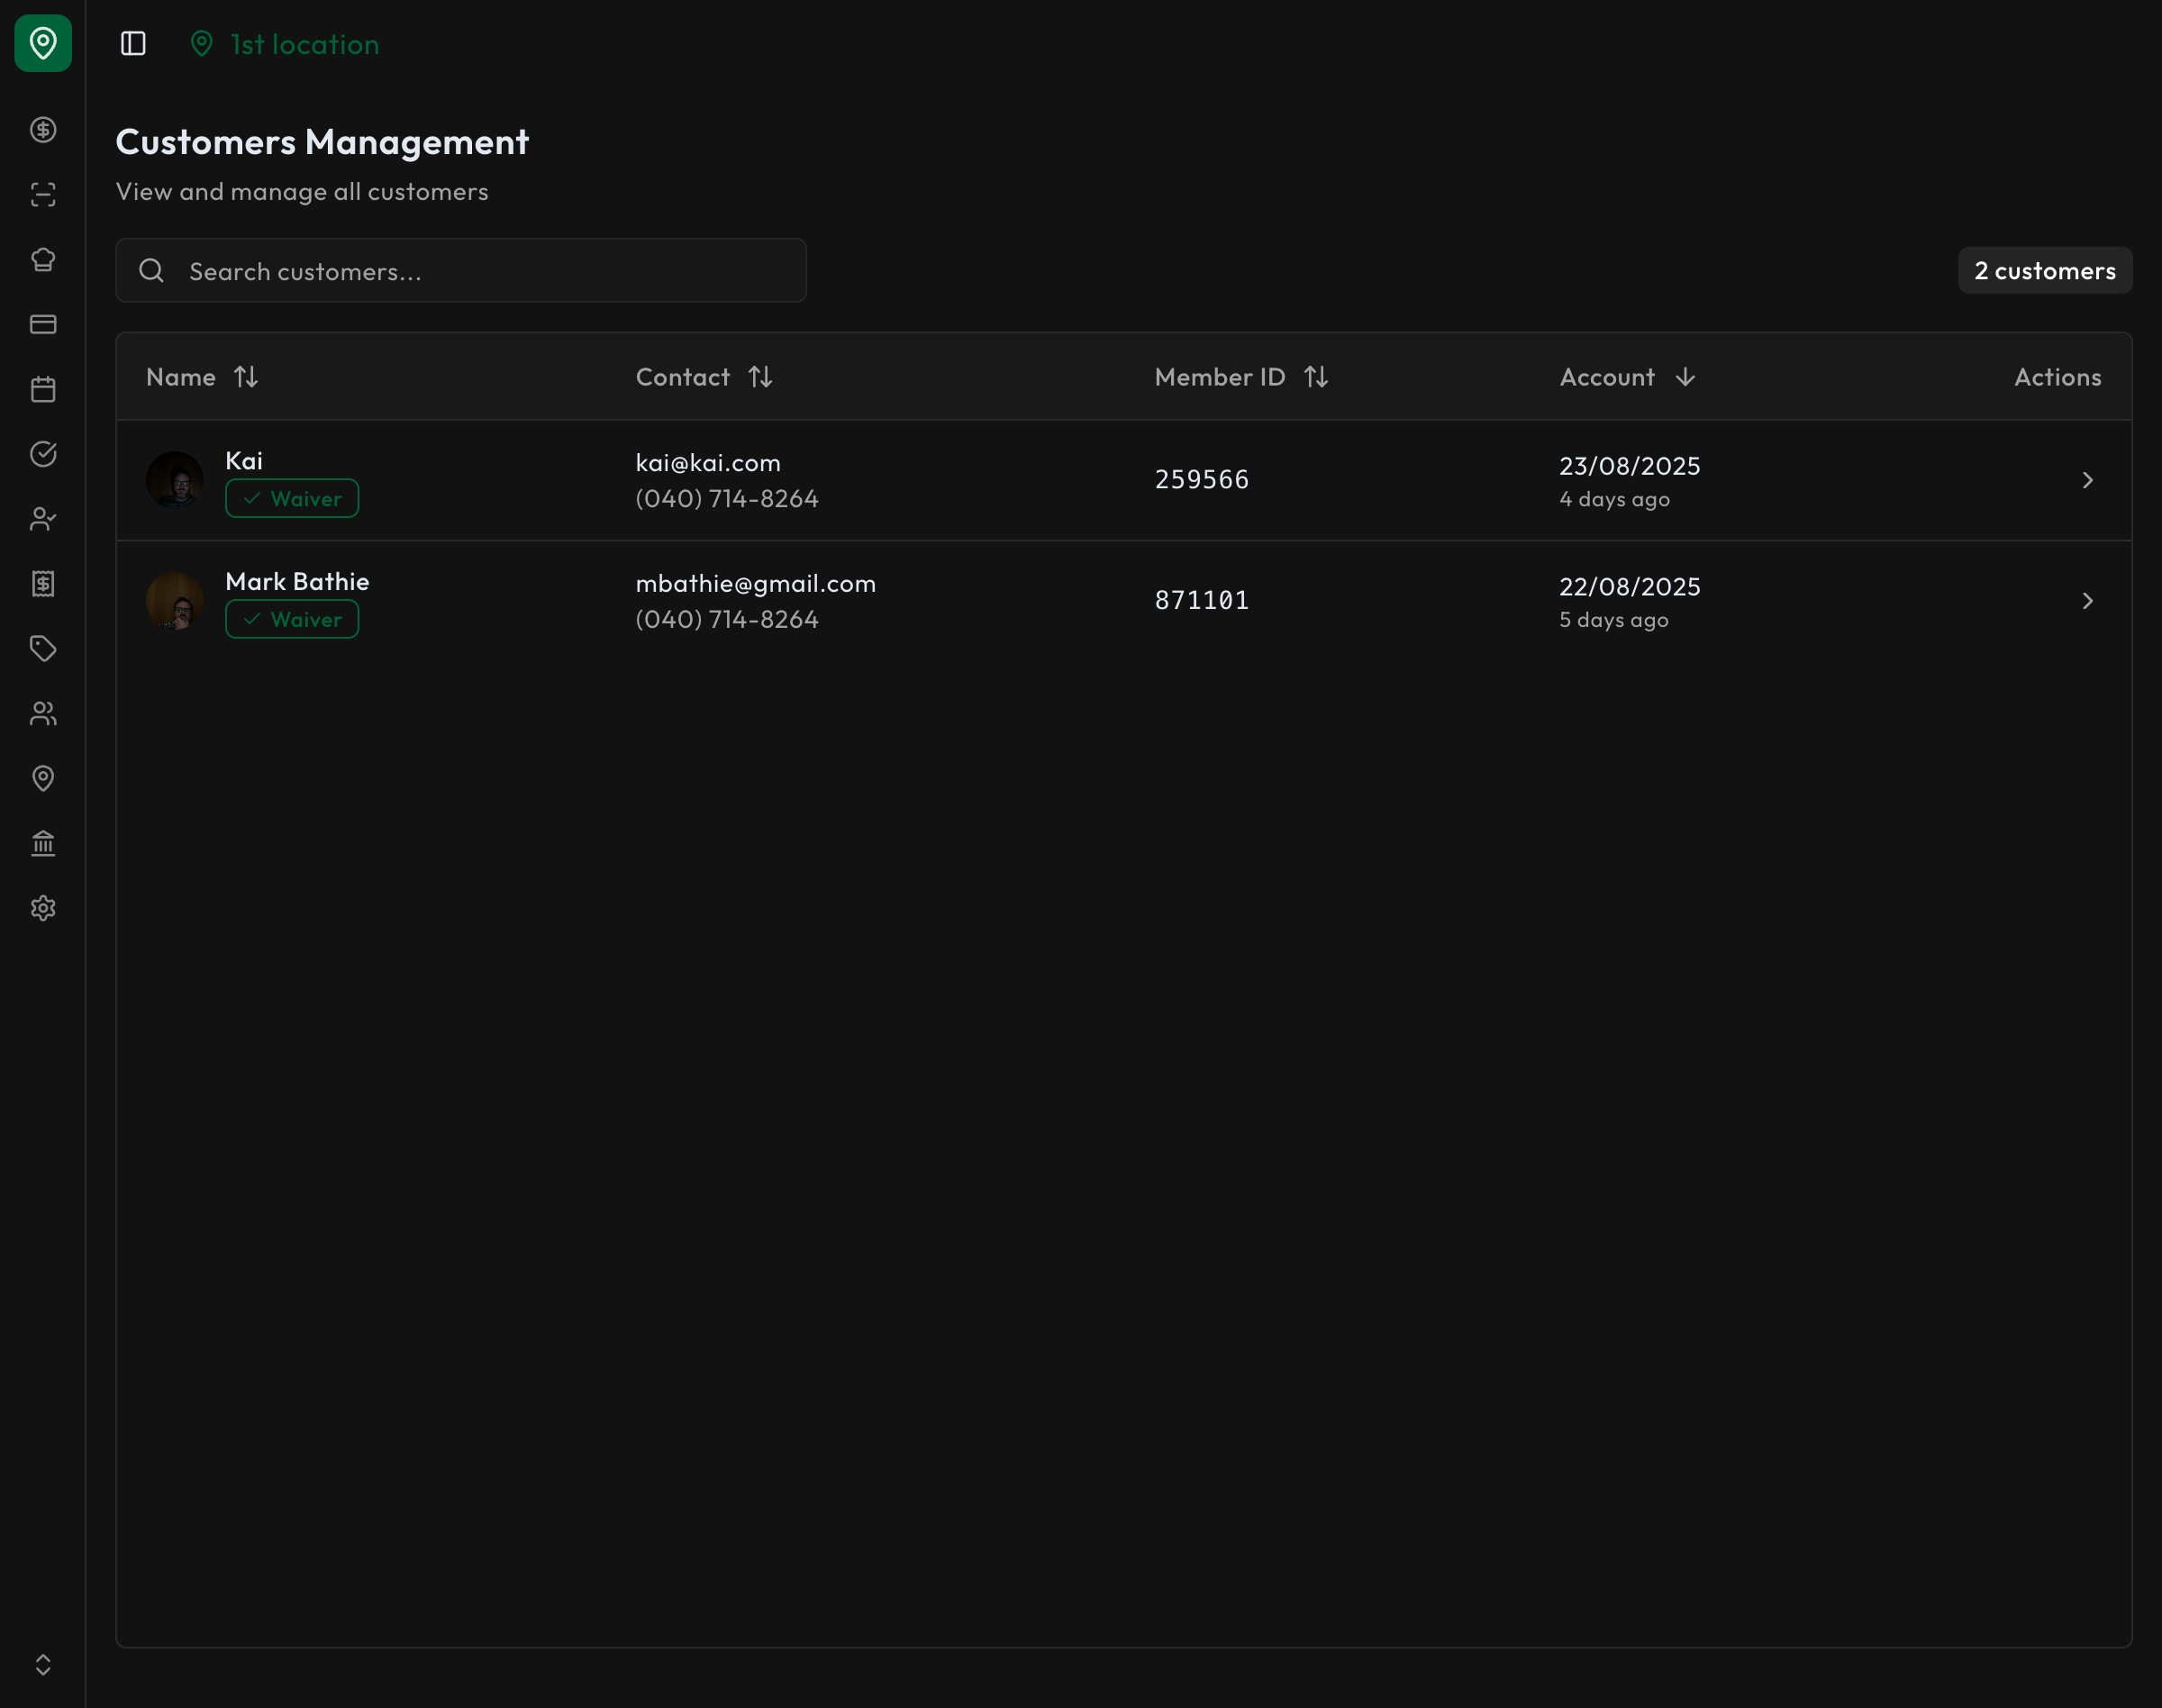 1st location
Customers Management
View and manage all customers
Search customers...
2 customers
Name Contact Member ID Account Actions
Kai
Waiver
kai@kai.com
(040) 714-8264
259566
23/08/2025
4 days ago
Mark Bathie
Waiver
mbathie@gmail.com
(040) 714-8264
871101
22/08/2025
5 days ago